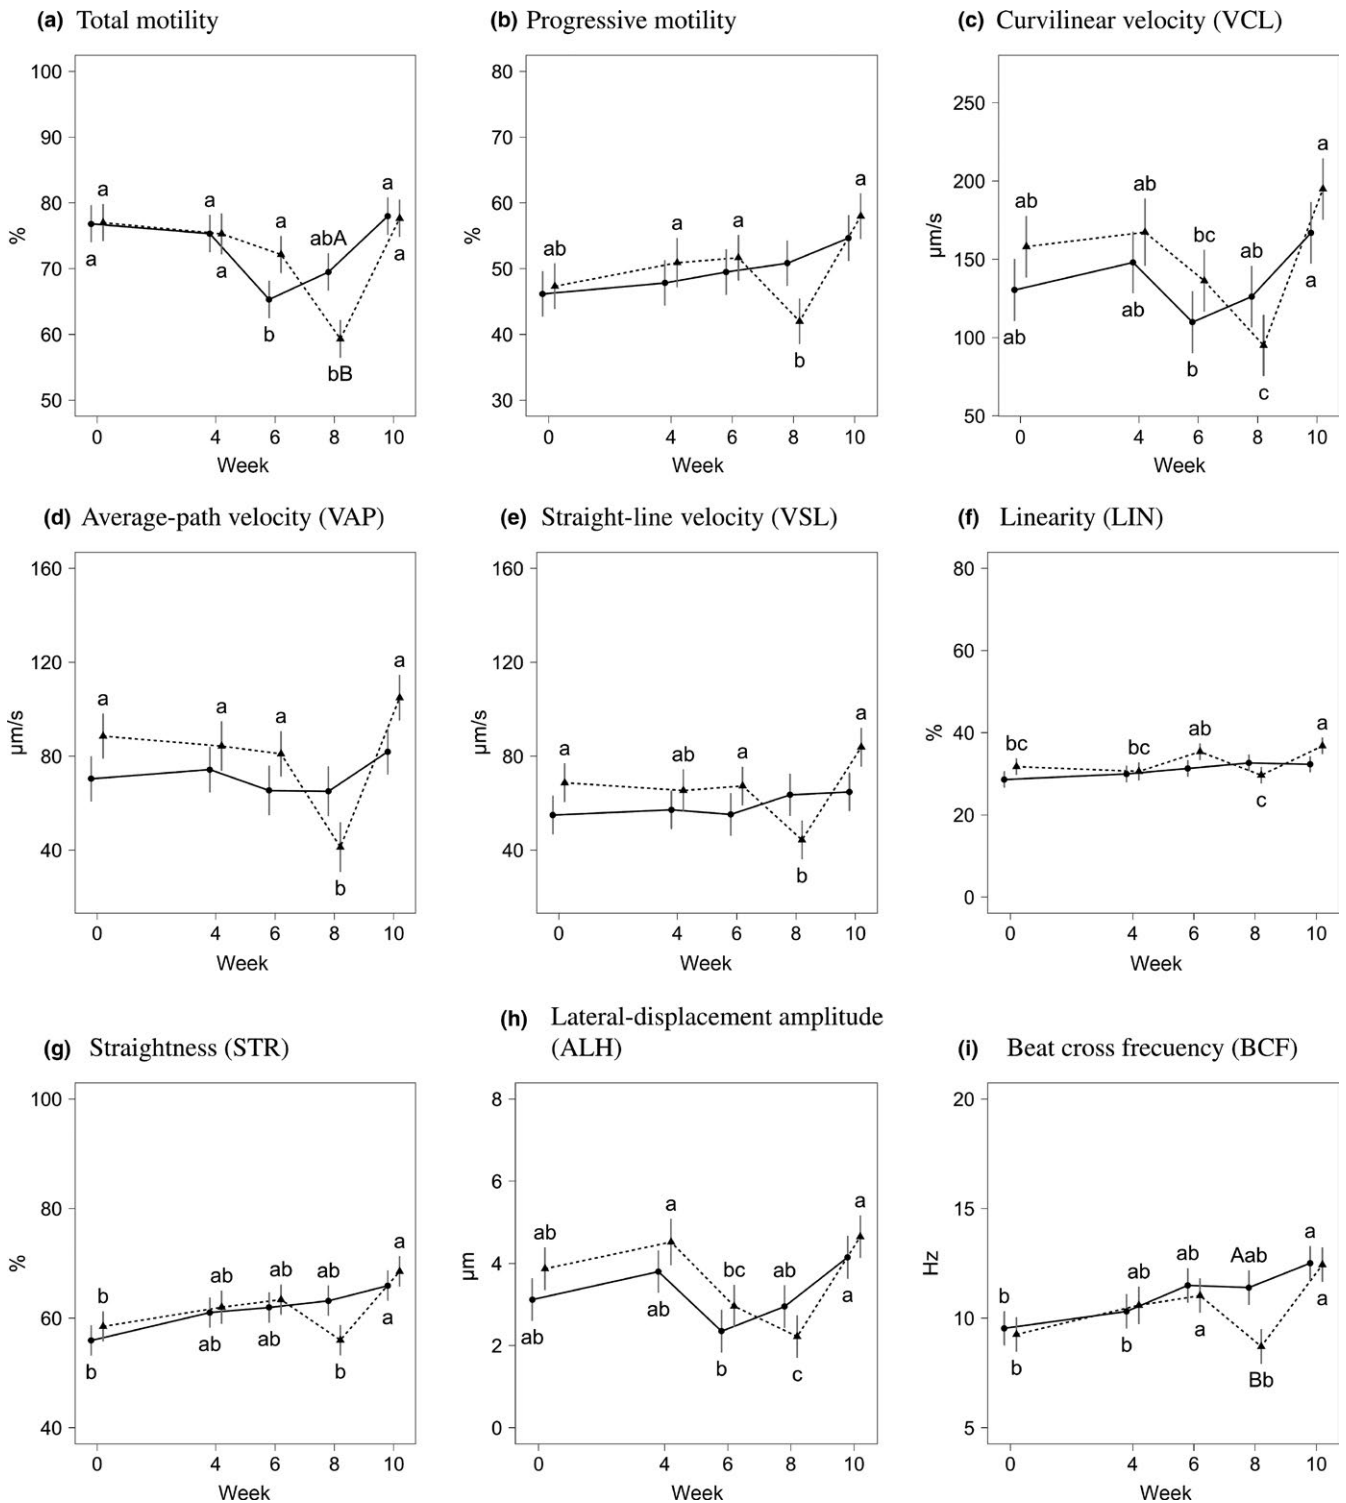 (a) Total motility
100
90
80
70
60
50
%
a
a
a
a
a
b
abA
bB
a
a
0 4 6 8 10
Week
(b) Progressive motility
80
70
60
50
40
30
%
ab
a
a
b
a
0 4 6 8 10
Week
(c) Curvilinear velocity (VCL)
250
200
150
100
50
µm/s
ab
ab
ab
ab
bc
b
ab
c
a
a
0 4 6 8 10
Week
(d) Average-path velocity (VAP)
160
120
80
40
µm/s
a
a
a
b
a
0 4 6 8 10
Week
(e) Straight-line velocity (VSL)
160
120
80
40
µm/s
a
ab
a
b
a
0 4 6 8 10
Week
(f) Linearity (LIN)
80
60
40
20
0
%
bc
bc
ab
c
a
0 4 6 8 10
Week
(g) Straightness (STR)
100
80
60
40
%
b
b
ab
ab
ab
ab
ab
b
a
a
0 4 6 8 10
Week
(h) Lateral-displacement amplitude
(ALH)
8
6
4
2
0
µm
ab
ab
a
ab
bc
b
ab
c
a
a
0 4 6 8 10
Week
(i) Beat cross frecuency (BCF)
20
15
10
5
Hz
b
b
ab
b
ab
a
Aab
Bb
a
a
0 4 6 8 10
Week